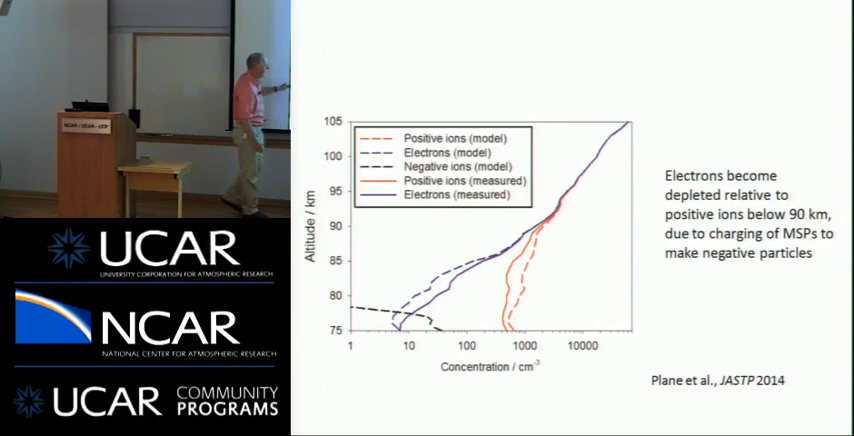 NCAR · UCAR · UCP
UCAR
UNIVERSITY CORPORATION FOR ATMOSPHERIC RESEARCH
NCAR
NATIONAL CENTER FOR ATMOSPHERIC RESEARCH
UCAR COMMUNITY
PROGRAMS
Positive ions (model)
Electrons (model)
Negative ions (model)
Positive ions (measured)
Electrons (measured)
Altitude / km
105
100
95
90
85
80
75
1 10 100 1000 10000
Concentration / cm-3
Electrons become
depleted relative to
positive ions below 90 km,
due to charging of MSPs to
make negative particles
Plane et al., JASTP 2014